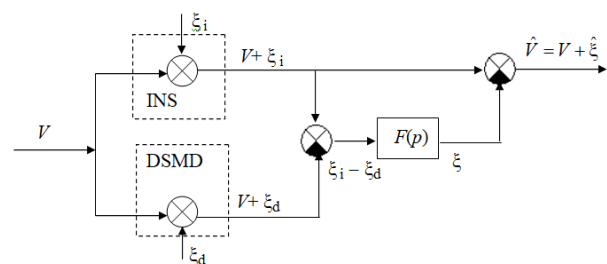 ξi
V+ ξi
V̂ = V + ξ̂
INS
V
F(p)
DSMD
ξi – ξd
ξ
V+ ξd
ξd